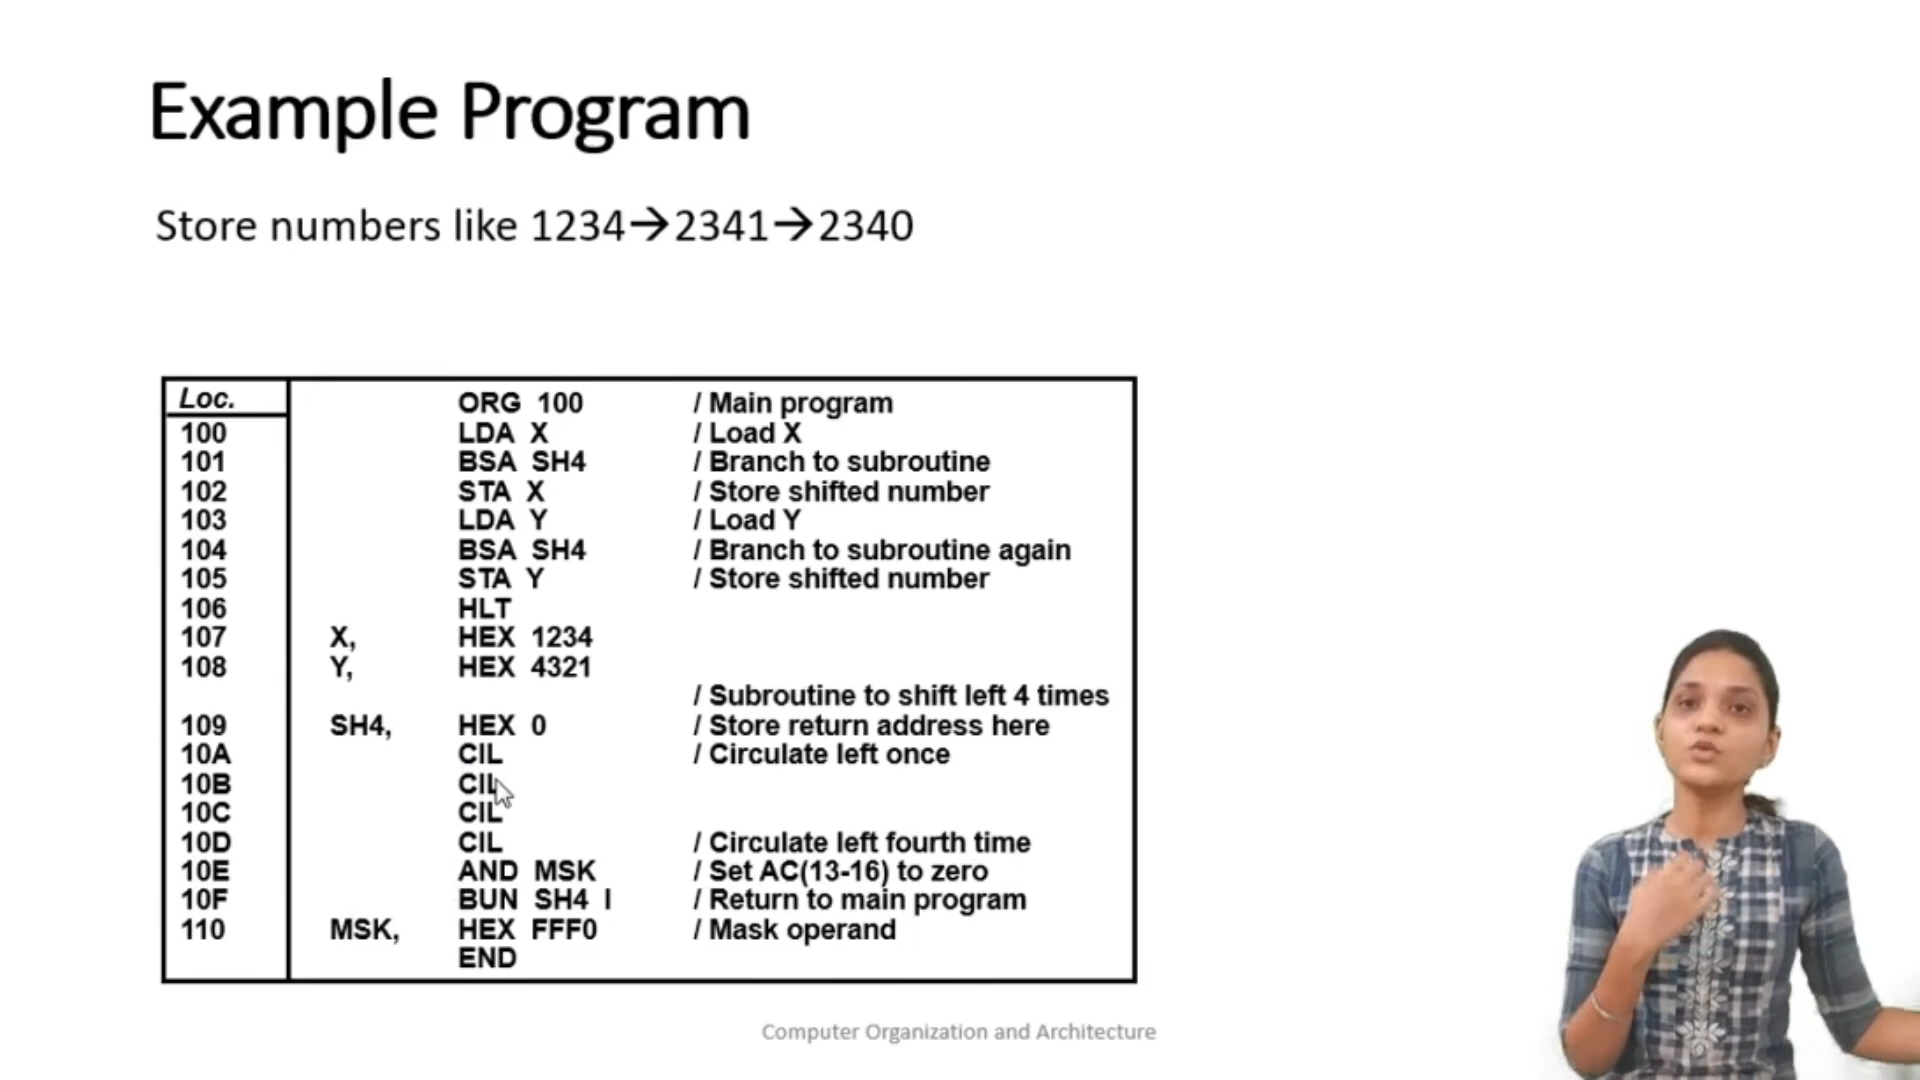 Example Program
Store numbers like 1234→2341→2340
Loc. ORG 100 / Main program
100 LDA X / Load X
101 BSA SH4 / Branch to subroutine
102 STA X / Store shifted number
103 LDA Y / Load Y
104 BSA SH4 / Branch to subroutine again
105 STA Y / Store shifted number
106 HLT
107 X, HEX 1234
108 Y, HEX 4321
/ Subroutine to shift left 4 times
109 SH4, HEX 0 / Store return address here
10A CIL / Circulate left once
10B CIL
10C CIL
10D CIL / Circulate left fourth time
10E AND MSK / Set AC(13-16) to zero
10F BUN SH4 I / Return to main program
110 MSK, HEX FFF0 / Mask operand
END
Computer Organization and Architecture